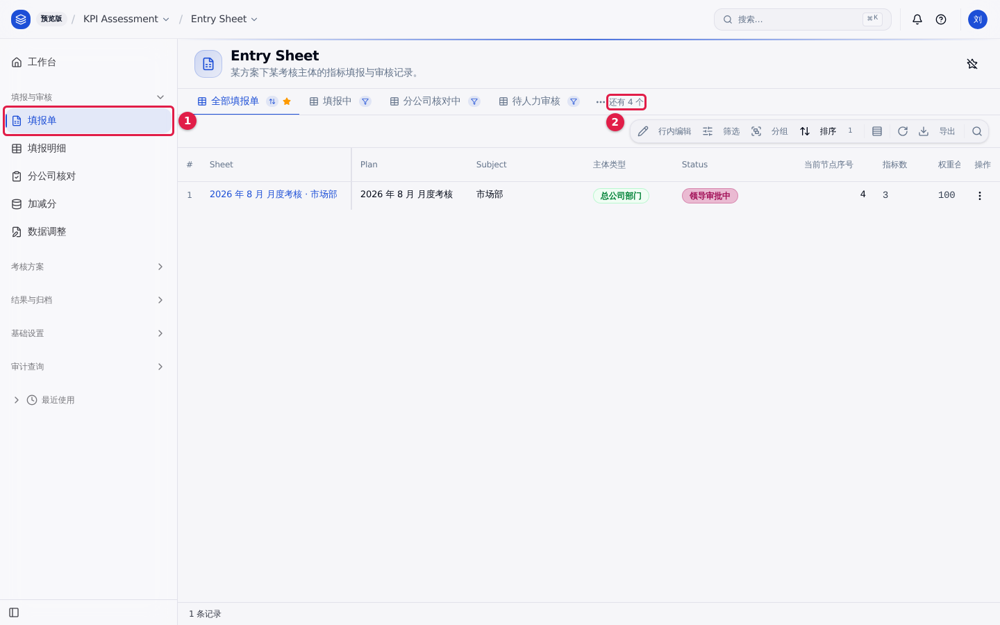 预览版 / KPI Assessment / Entry Sheet 搜索... ⌘K 刘
工作台
填报与审核
填报单
填报明细
分公司核对
加减分
数据调整
考核方案
结果与归档
基础设置
审计查询
最近使用
1
Entry Sheet
某方案下某考核主体的指标填报与审核记录。
全部填报单 填报中 分公司核对中 待人力审核 还有 4 个
2
行内编辑 筛选 分组 排序 1 导出
# Sheet Plan Subject 主体类型 Status 当前节点序号 指标数 权重合 操作
1 2026 年 8 月 月度考核 · 市场部 2026 年 8 月 月度考核 市场部 总公司部门 领导审批中 4 3 100
1 条记录